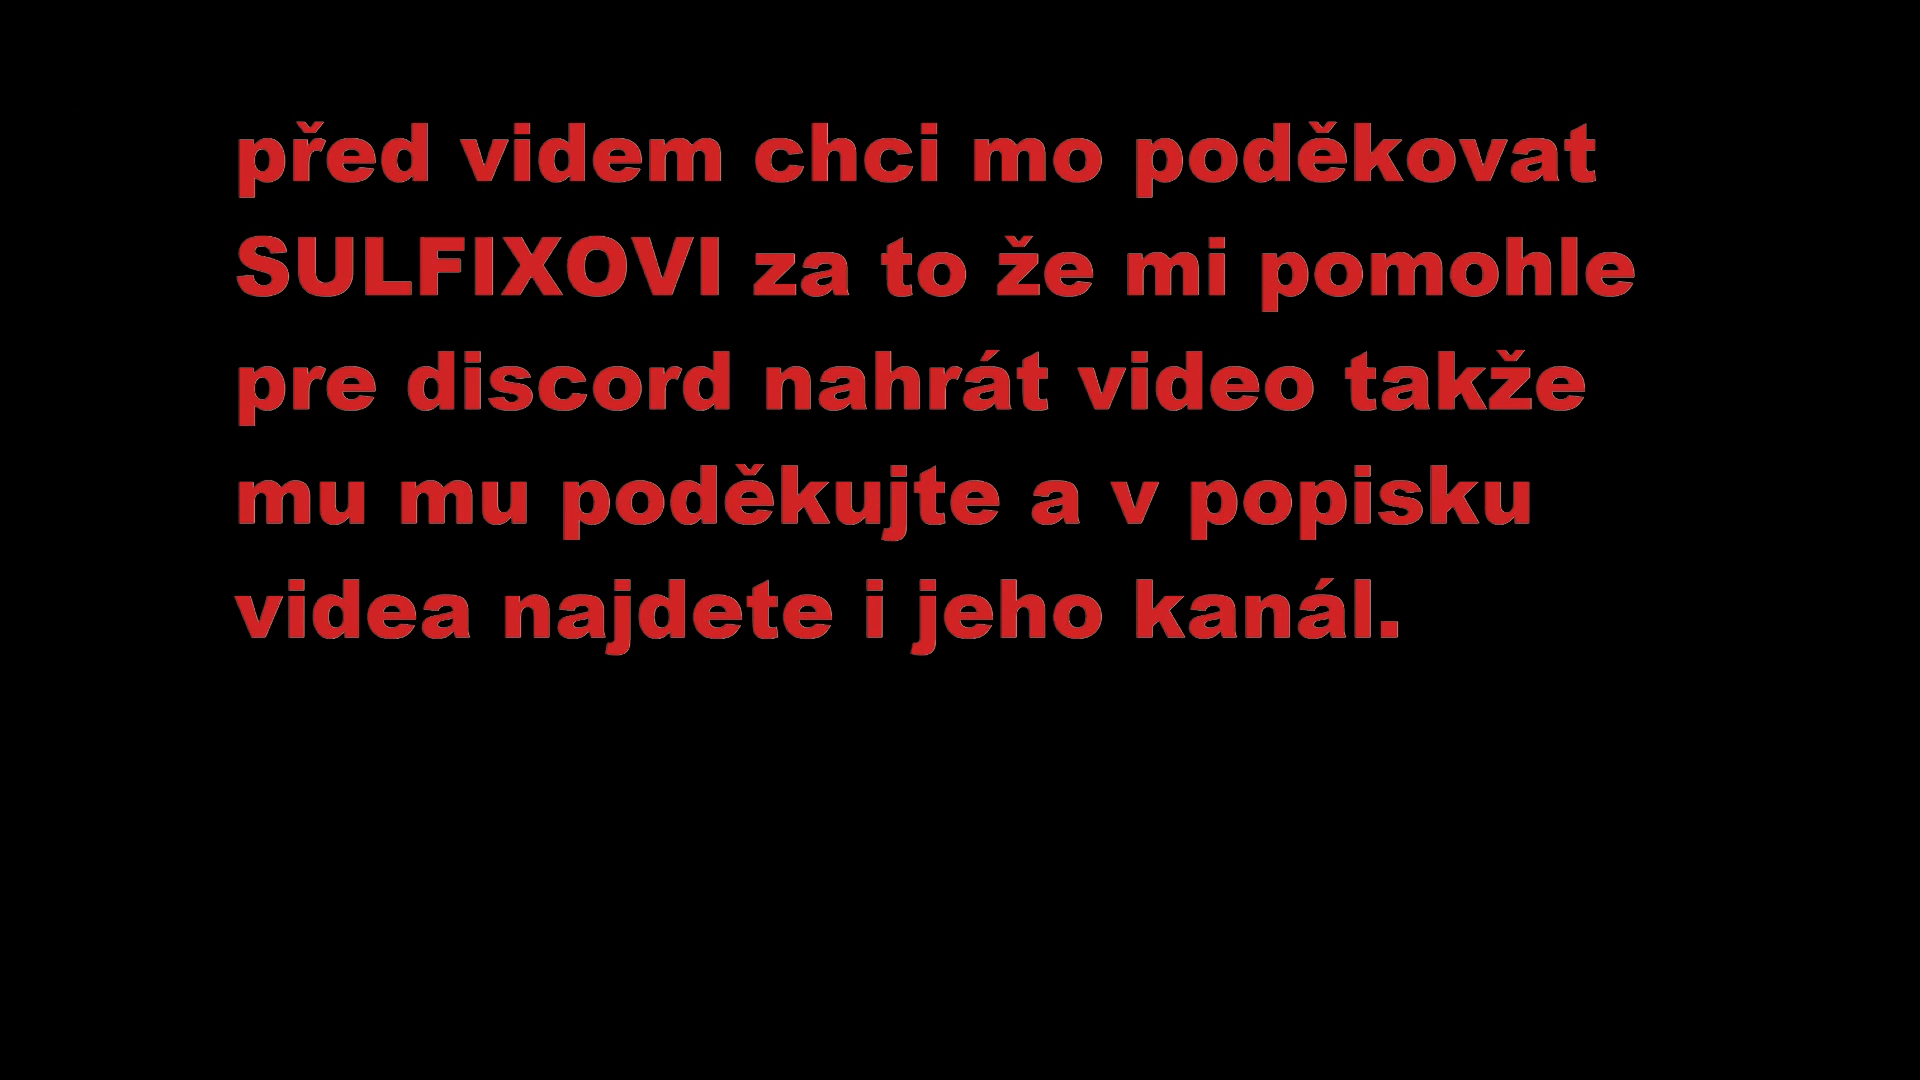 před videm chci mo poděkovat
SULFIXOVI za to že mi pomohle
pre discord nahrát video takže
mu mu poděkujte a v popisku
videa najdete i jeho kanál.